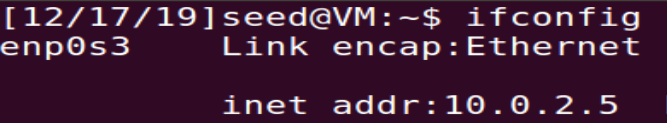 [12/17/19]seed@VM:~$ ifconfig
enp0s3    Link encap:Ethernet
inet addr:10.0.2.5